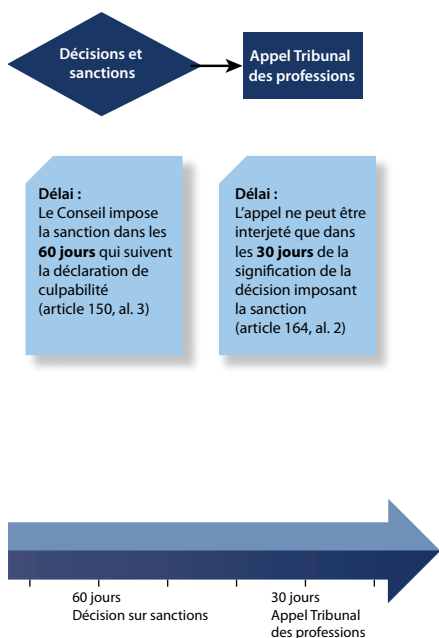 Décisions et
sanctions
Appel Tribunal
des professions
Délai :
Le Conseil impose
la sanction dans les
60 jours qui suivent
la déclaration de
culpabilité
(article 150, al. 3)
Délai :
L’appel ne peut être
interjeté que dans
les 30 jours de la
signification de la
décision imposant
la sanction
(article 164, al. 2)
60 jours
Décision sur sanctions
30 jours
Appel Tribunal
des professions